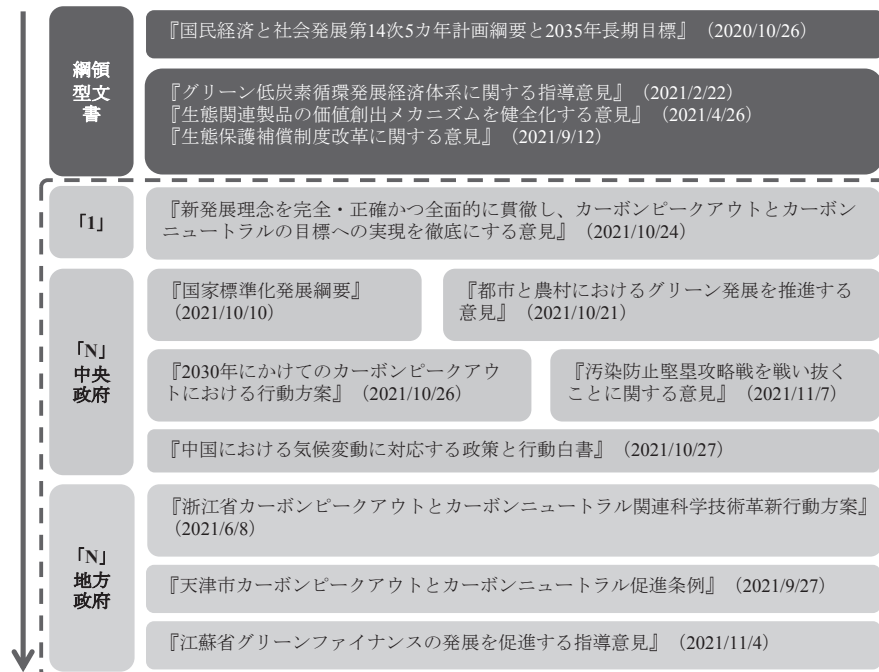 綱領
型文
書
『国民経済と社会発展第14次5カ年計画綱要と2035年長期目標』（2020/10/26）
『グリーン低炭素循環発展経済体系に関する指導意見』（2021/2/22）
『生態関連製品の価値創出メカニズムを健全化する意見』（2021/4/26）
『生態保護補償制度改革に関する意見』（2021/9/12）
「1」
『新発展理念を完全・正確かつ全面的に貫徹し、カーボンピークアウトとカーボン
ニュートラルの目標への実現を徹底にする意見』（2021/10/24）
「N」
中央
政府
『国家標準化発展綱要』
（2021/10/10）
『都市と農村におけるグリーン発展を推進する
意見』（2021/10/21）
『2030年にかけてのカーボンピークアウ
トにおける行動方案』（2021/10/26）
『汚染防止堅塁攻略戦を戦い抜く
ことに関する意見』（2021/11/7）
『中国における気候変動に対応する政策と行動白書』（2021/10/27）
「N」
地方
政府
『浙江省カーボンピークアウトとカーボンニュートラル関連科学技術革新行動方案』
（2021/6/8）
『天津市カーボンピークアウトとカーボンニュートラル促進条例』（2021/9/27）
『江蘇省グリーンファイナンスの発展を促進する指導意見』（2021/11/4）